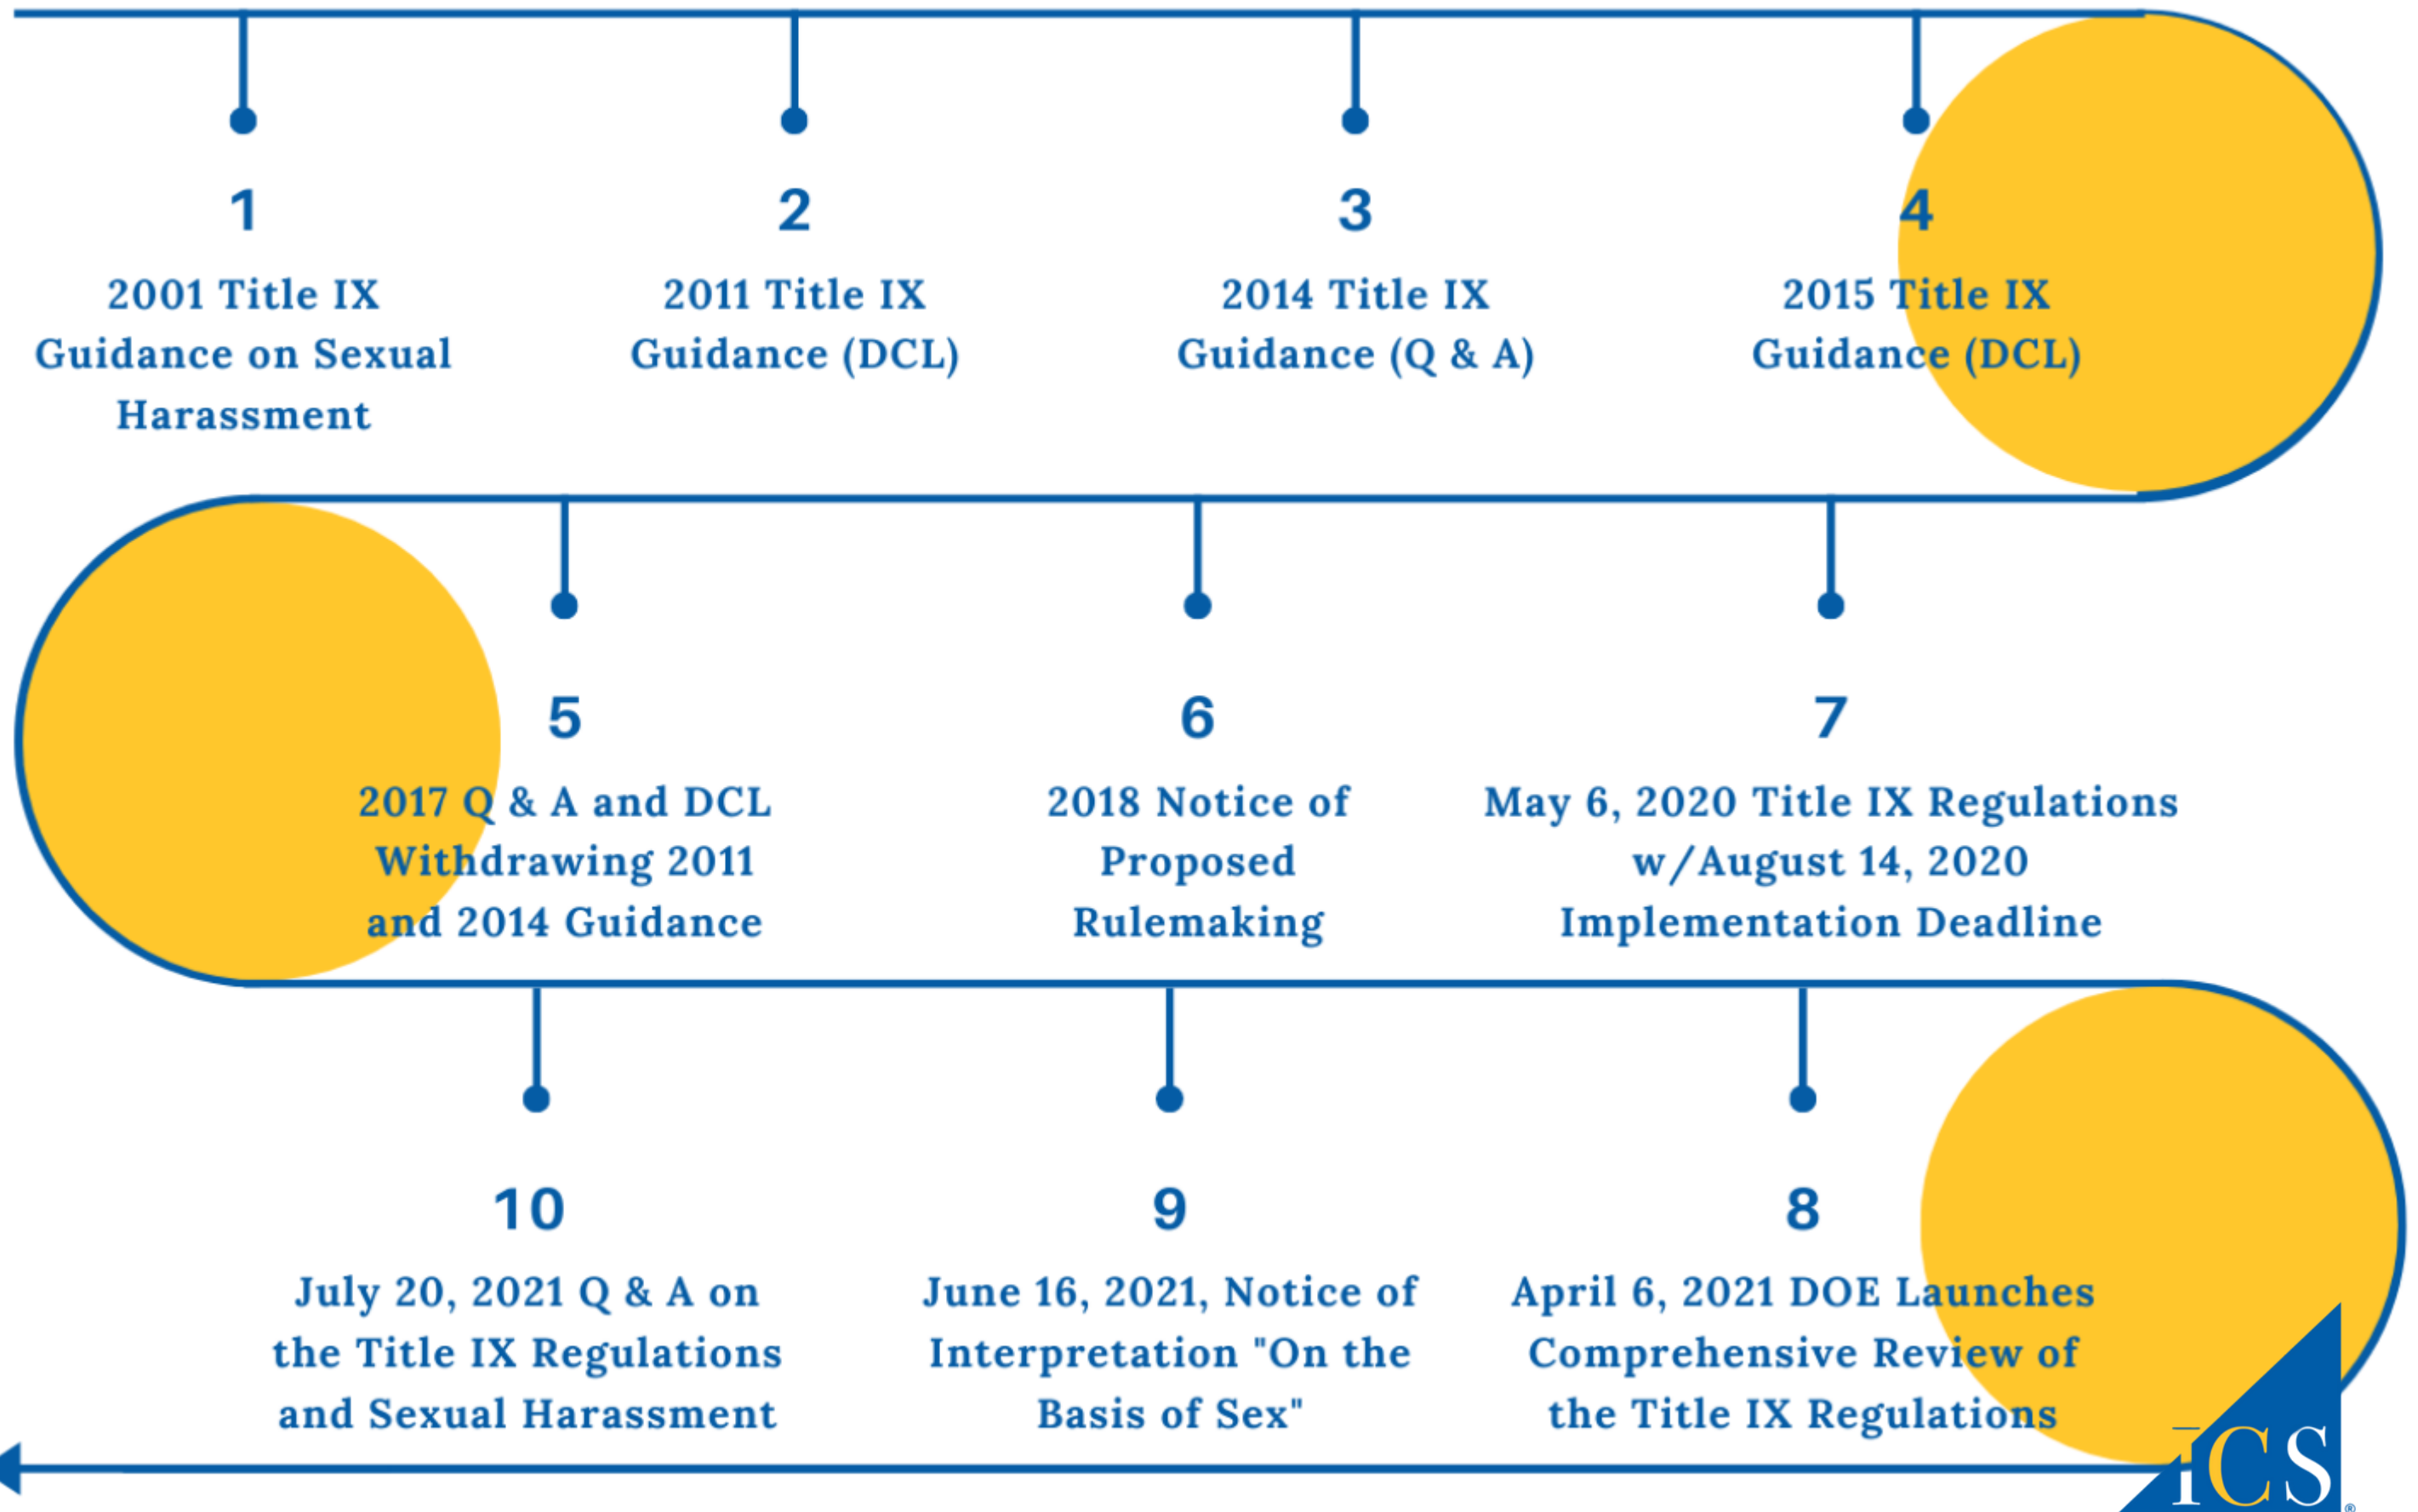 1
2001 Title IX
Guidance on Sexual
Harassment
2
2011 Title IX
Guidance (DCL)
3
2014 Title IX
Guidance (Q & A)
4
2015 Title IX
Guidance (DCL)
5
2017 Q & A and DCL
Withdrawing 2011
and 2014 Guidance
6
2018 Notice of
Proposed
Rulemaking
7
May 6, 2020 Title IX Regulations
w/August 14, 2020
Implementation Deadline
10
July 20, 2021 Q & A on
the Title IX Regulations
and Sexual Harassment
9
June 16, 2021, Notice of
Interpretation "On the
Basis of Sex"
8
April 6, 2021 DOE Launches
Comprehensive Review of
the Title IX Regulations
ICS®